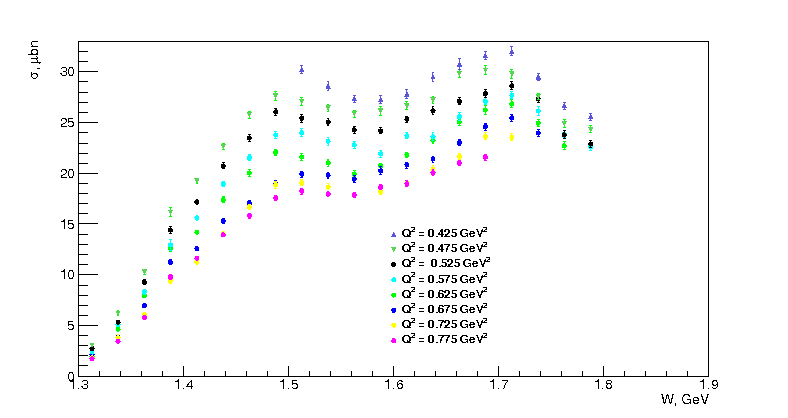 σ, μbn
30
25
20
15
10
5
0
Q² = 0.425 GeV²
Q² = 0.475 GeV²
Q² = 0.525 GeV²
Q² = 0.575 GeV²
Q² = 0.625 GeV²
Q² = 0.675 GeV²
Q² = 0.725 GeV²
Q² = 0.775 GeV²
1.3 1.4 1.5 1.6 1.7 1.8 1.9
W, GeV